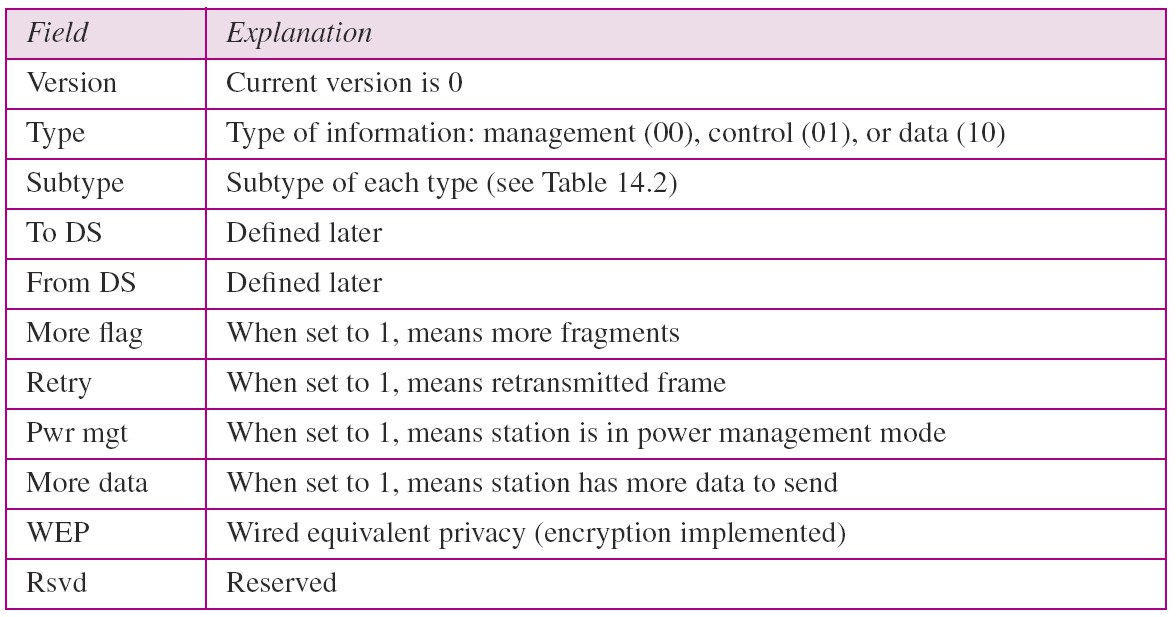 Field Explanation
Version Current version is 0
Type Type of information: management (00), control (01), or data (10)
Subtype Subtype of each type (see Table 14.2)
To DS Defined later
From DS Defined later
More flag When set to 1, means more fragments
Retry When set to 1, means retransmitted frame
Pwr mgt When set to 1, means station is in power management mode
More data When set to 1, means station has more data to send
WEP Wired equivalent privacy (encryption implemented)
Rsvd Reserved